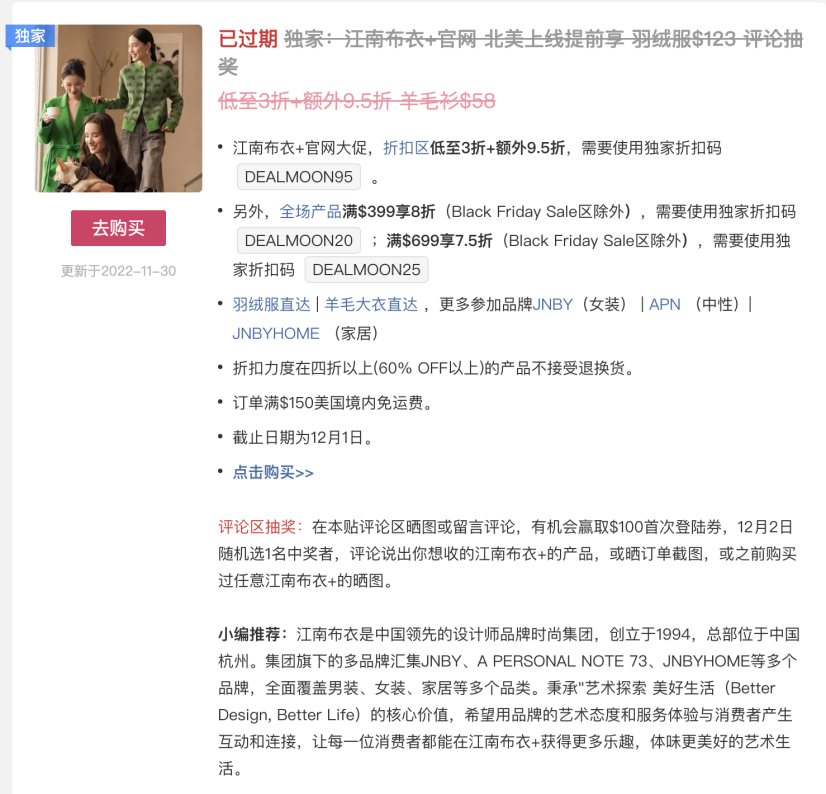 独家
已过期 独家：江南布衣+官网 北美上线提前享 羽绒服$123 评论抽
奖
低至3折+额外9.5折 羊毛衫$58
• 江南布衣+官网大促，折扣区低至3折+额外9.5折，需要使用独家折扣码
DEALMOON95 。
• 另外，全场产品满$399享8折（Black Friday Sale区除外），需要使用独家折扣码
DEALMOON20 ；满$699享7.5折（Black Friday Sale区除外），需要使用独
家折扣码 DEALMOON25
• 羽绒服直达 | 羊毛大衣直达 ，更多参加品牌JNBY（女装） | APN （中性）|
JNBYHOME （家居）
• 折扣力度在四折以上(60% OFF以上)的产品不接受退换货。
• 订单满$150美国境内免运费。
• 截止日期为12月1日。
• 点击购买>>
去购买
更新于2022-11-30
评论区抽奖：在本贴评论区晒图或留言评论，有机会赢取$100首次登陆券，12月2日
随机选1名中奖者，评论说出你想收的江南布衣+的产品，或晒订单截图，或之前购买
过任意江南布衣+的晒图。
小编推荐：江南布衣是中国领先的设计师品牌时尚集团，创立于1994，总部位于中国
杭州。集团旗下的多品牌汇集JNBY、A PERSONAL NOTE 73、JNBYHOME等多个
品牌，全面覆盖男装、女装、家居等多个品类。秉承"艺术探索 美好生活（Better
Design, Better Life）的核心价值，希望用品牌的艺术态度和服务体验与消费者产生
互动和连接，让每一位消费者都能在江南布衣+获得更多乐趣，体味更美好的艺术生
活。